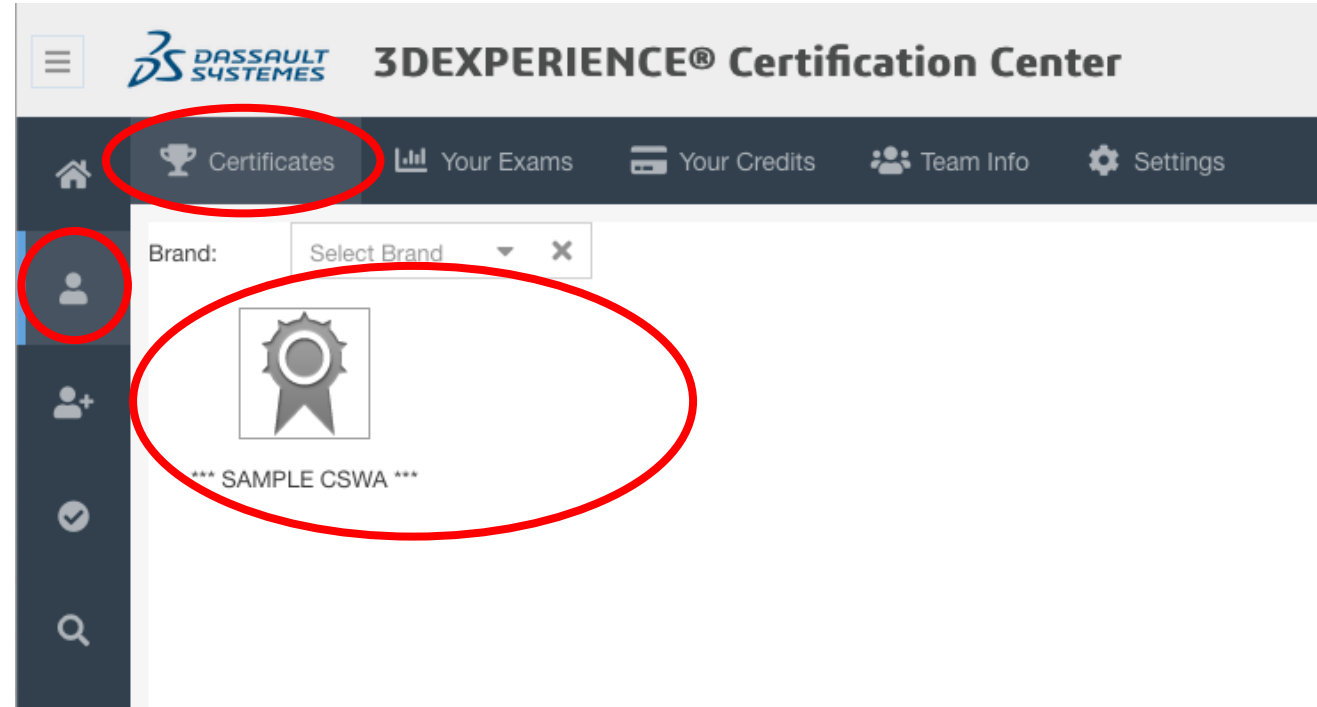 DASSAULT
SYSTEMES
3DEXPERIENCE® Certification Center
Certificates Your Exams Your Credits Team Info Settings
Brand: Select Brand
*** SAMPLE CSWA ***